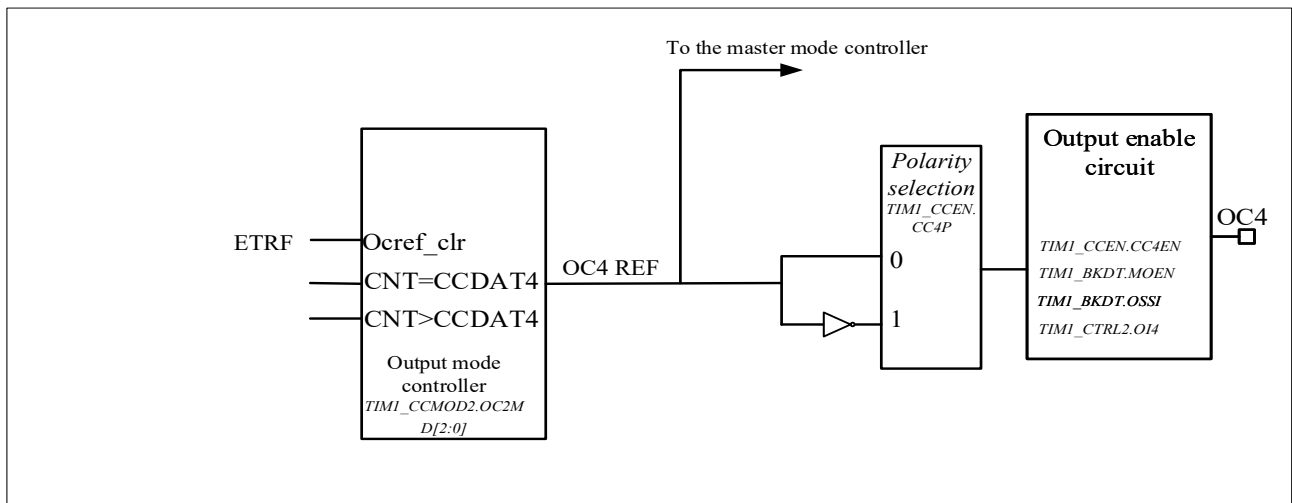 To the master mode controller
ETRF
Ocref_clr
CNT=CCDAT4
CNT>CCDAT4
Output mode
controller
TIM1_CCMOD2.OC2M
D[2:0]
OC4 REF
Polarity
selection
TIM1_CCEN.
CC4P
0
1
Output enable
circuit
TIM1_CCEN.CC4EN
TIM1_BKDT.MOEN
TIM1_BKDT.OSSI
TIM1_CTRL2.OI4
OC4